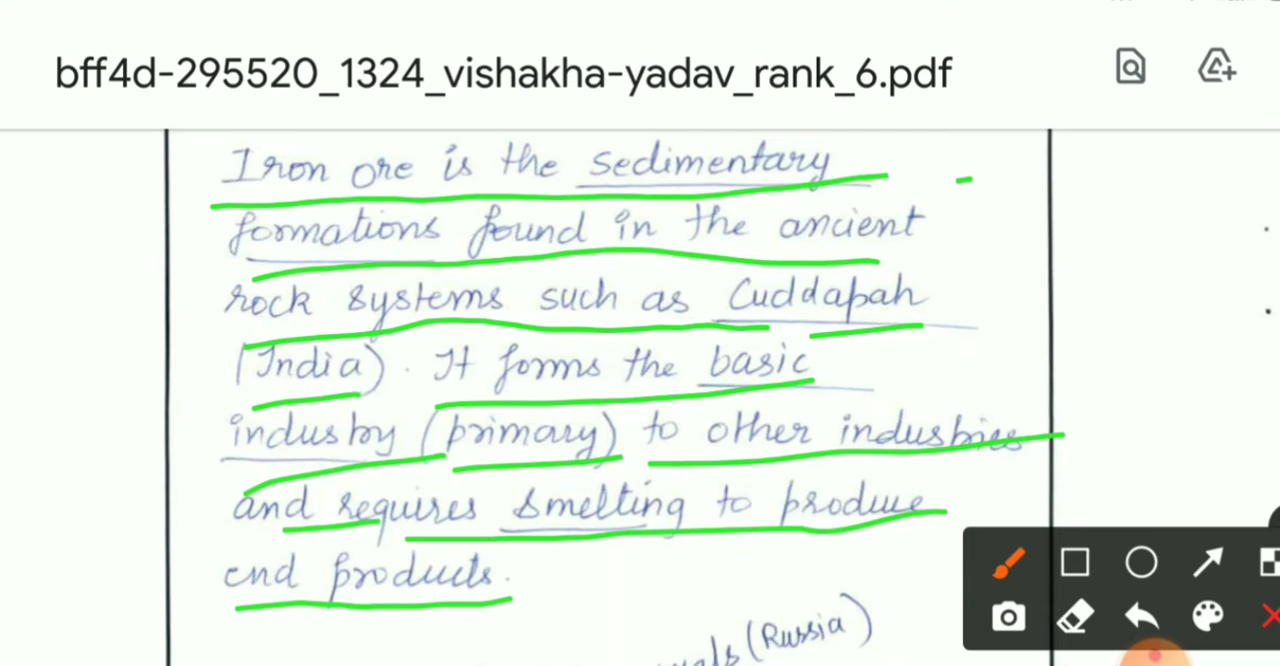 bff4d-295520_1324_vishakha-yadav_rank_6.pdf
Iron ore is the sedimentary
formations found in the ancient
rock systems such as Cuddapah
(India). It forms the basic
industry (primary) to other industries
and requires smelting to produce
end products.
(Russia)